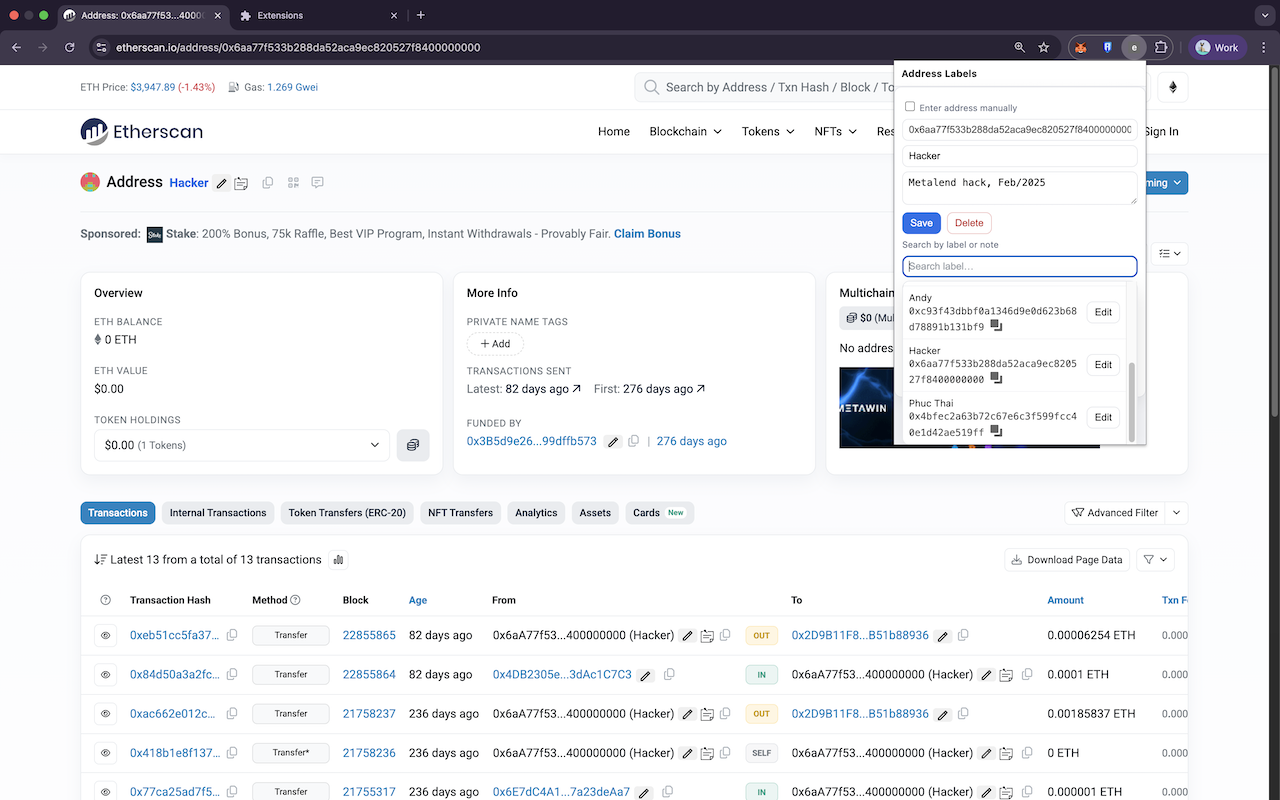 Address: 0x6aa77f53...4000
Extensions
etherscan.io/address/0x6aa77f533b288da52aca9ec820527f8400000000
e
Work
ETH Price: $3,947.89 (-1.43%) Gas: 1.269 Gwei
Search by Address / Txn Hash / Block / To
Etherscan
Home Blockchain Tokens NFTs Res
Sign In
Address Hacker
ming
Sponsored: Stake: 200% Bonus, 75k Raffle, Best VIP Program, Instant Withdrawals - Provably Fair. Claim Bonus
Address Labels
Enter address manually
0x6aa77f533b288da52aca9ec820527f8400000000
Hacker
Metalend hack, Feb/2025
Save Delete
Search by label or note
Search label...
Andy
0xc93f43dbbf0a1346d9e0d623b68
d78891b131bf9
Edit
Hacker
0x6aa77f533b288da52aca9ec8205
27f8400000000
Edit
Phuc Thai
0x4bfec2a63b72c67e6c3f599fcc4
0e1d42ae519ff
Edit
Overview
ETH BALANCE
0 ETH
ETH VALUE
$0.00
TOKEN HOLDINGS
$0.00 (1 Tokens)
More Info
PRIVATE NAME TAGS
+ Add
TRANSACTIONS SENT
Latest: 82 days ago ↗ First: 276 days ago ↗
FUNDED BY
0x3B5d9e26...99dffb573 | 276 days ago
Multichain
$0 (Mul
No addres
METAWIN
Transactions Internal Transactions Token Transfers (ERC-20) NFT Transfers Analytics Assets Cards New
Advanced Filter
Latest 13 from a total of 13 transactions
Download Page Data
Transaction Hash Method Block Age From To Amount Txn F
0xeb51cc5fa37... Transfer 22855865 82 days ago 0x6aA77f53...400000000 (Hacker) OUT 0x2D9B11F8...B51b88936 0.00006254 ETH 0.000
0x84d50a3a2fc... Transfer 22855864 82 days ago 0x4DB2305e...3dAc1C7C3 IN 0x6aA77f53...400000000 (Hacker) 0.0001 ETH 0.000
0xac662e012c... Transfer 21758237 236 days ago 0x6aA77f53...400000000 (Hacker) OUT 0x2D9B11F8...B51b88936 0.00185837 ETH 0.000
0x418b1e8f137... Transfer* 21758236 236 days ago 0x6aA77f53...400000000 (Hacker) SELF 0x6aA77f53...400000000 (Hacker) 0 ETH 0.000
0x77ca25ad7f5... Transfer 21755317 236 days ago 0x6E7dC4A1...7a23deAa7 IN 0x6aA77f53...400000000 (Hacker) 0.000001 ETH 0.000